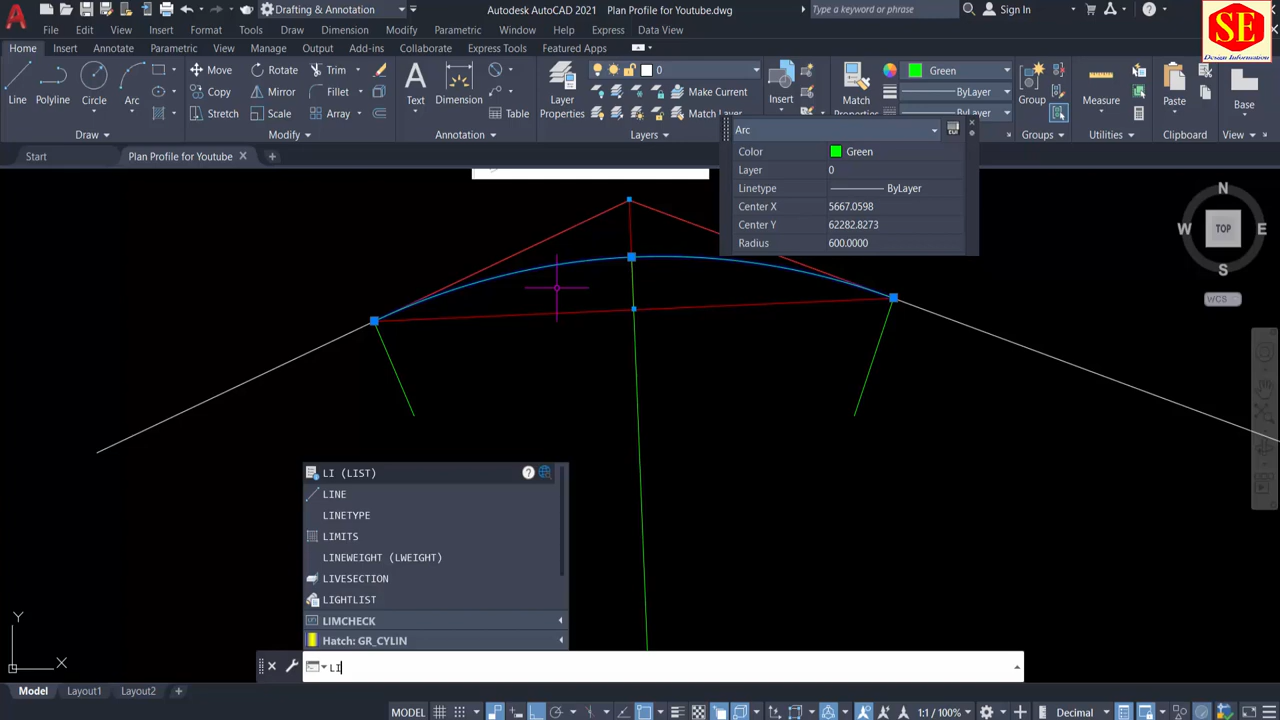 Drafting & Annotation
Autodesk AutoCAD 2021 Plan Profile for Youtube.dwg
Type a keyword or phrase
Sign In
SE
Design Information
File Edit View Insert Format Tools Draw Dimension Modify Parametric Window Help Express Data View
Home Insert Annotate Parametric View Manage Output Add-ins Collaborate Express Tools Featured Apps
Line Polyline Circle Arc
Move Rotate Trim
Copy Mirror Fillet
Stretch Scale Array
Text Dimension Table
Layer Properties
0
Make Current
Match Layer
Insert
Match Properties
Green
ByLayer
ByLayer
Group Measure Paste Base
Draw Modify Annotation Layers Groups Utilities Clipboard View
Start Plan Profile for Youtube
Arc
Color Green
Layer 0
Linetype ByLayer
Center X 5667.0598
Center Y 62282.8273
Radius 600.0000
N
W TOP E
S
WCS
LI (LIST)
LINE
LINETYPE
LIMITS
LINEWEIGHT (LWEIGHT)
LIVESECTION
LIGHTLIST
LIMCHECK
Hatch: GR_CYLIN
LI
Y
X
Model Layout1 Layout2
MODEL 1:1 / 100% Decimal